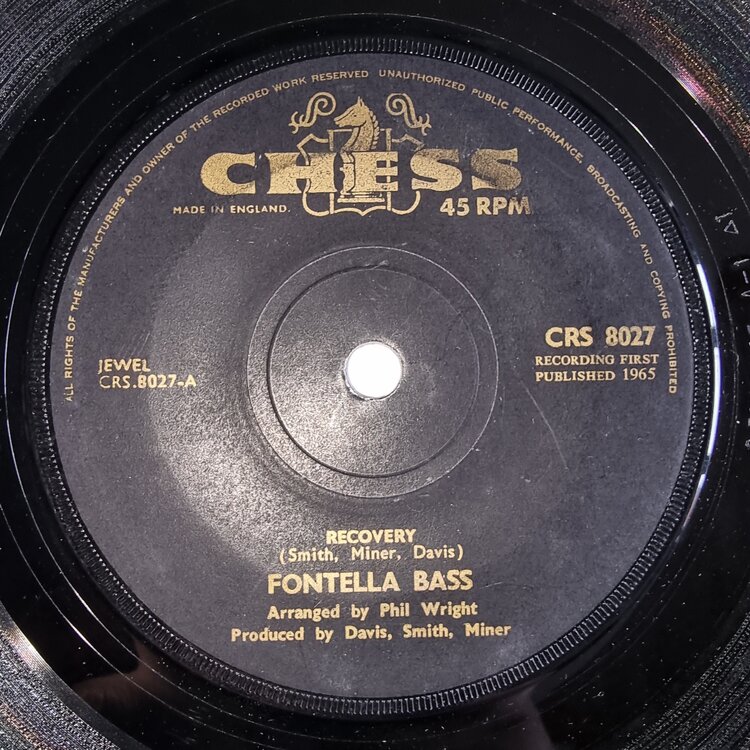 ALL RIGHTS OF THE MANUFACTURERS AND OWNER OF THE RECORDED WORK RESERVED UNAUTHORIZED PUBLIC PERFORMANCE, BROADCASTING AND COPYING PROHIBITED
CHESS
MADE IN ENGLAND.
45 RPM
JEWEL
CRS.8027-A
CRS 8027
RECORDING FIRST
PUBLISHED 1965
RECOVERY
(Smith, Miner, Davis)
FONTELLA BASS
Arranged by Phil Wright
Produced by Davis, Smith, Miner